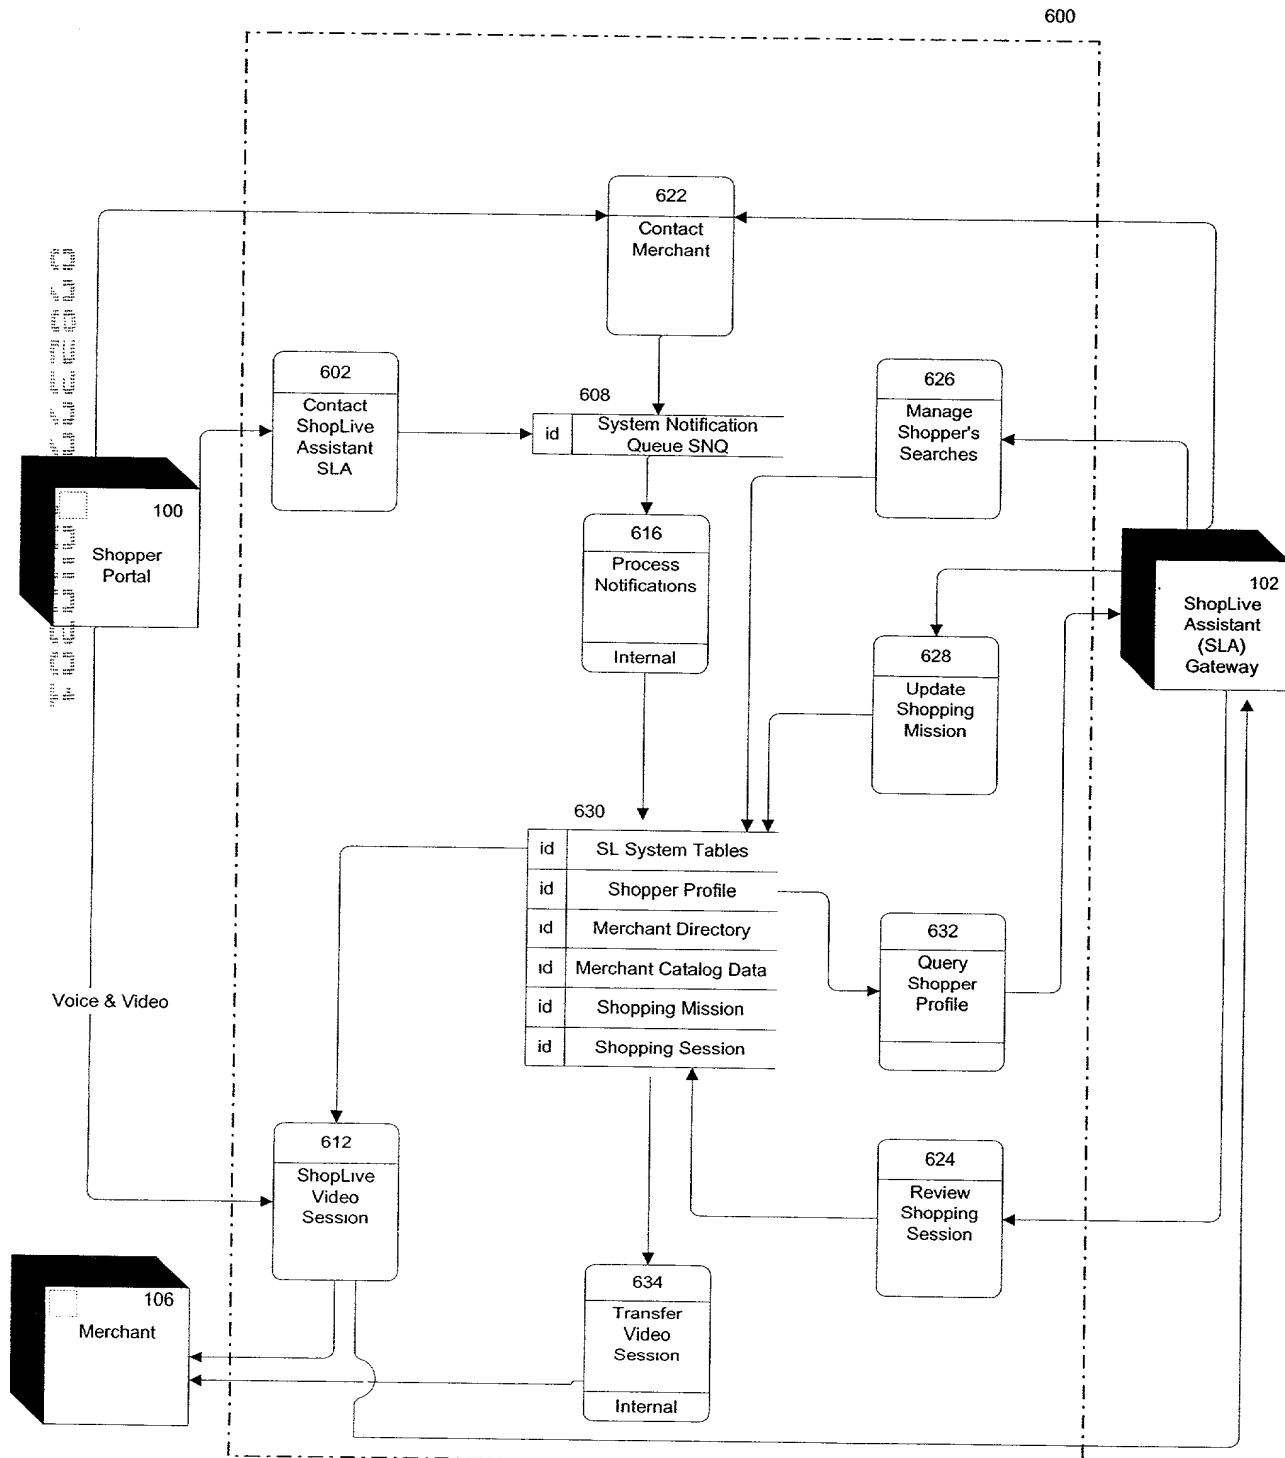 600
622
Contact
Merchant
602
Contact
ShopLive
Assistant
SLA
608
id
System Notification
Queue SNQ
626
Manage
Shopper's
Searches
100
Shopper
Portal
616
Process
Notifications
Internal
102
ShopLive
Assistant
(SLA)
Gateway
628
Update
Shopping
Mission
630
id SL System Tables
id Shopper Profile
id Merchant Directory
id Merchant Catalog Data
id Shopping Mission
id Shopping Session
632
Query
Shopper
Profile
Voice & Video
612
ShopLive
Video
Session
624
Review
Shopping
Session
106
Merchant
634
Transfer
Video
Session
Internal